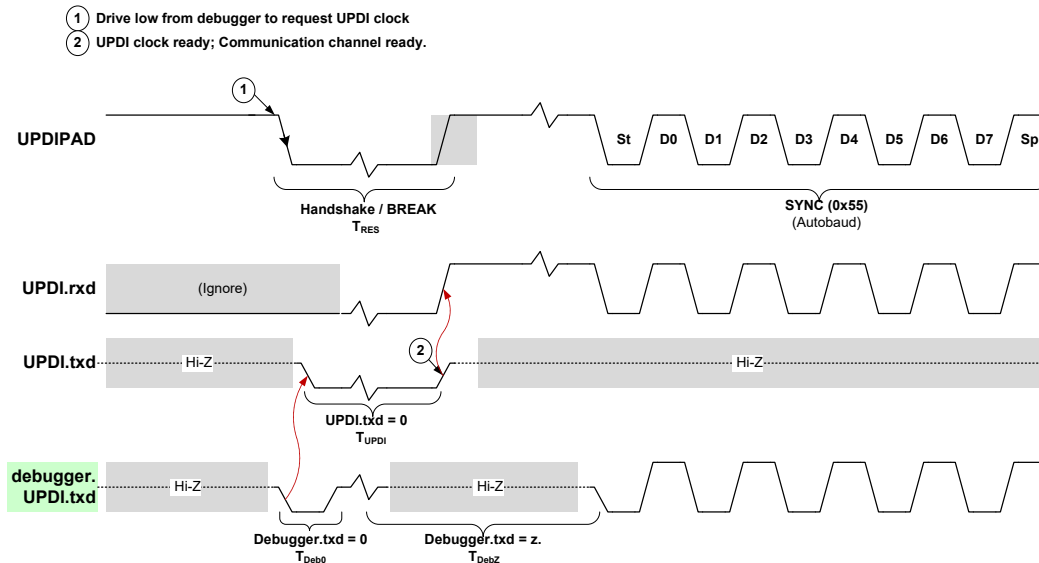 1 Drive low from debugger to request UPDI clock
2 UPDI clock ready; Communication channel ready.
1
UPDIPAD
St D0 D1 D2 D3 D4 D5 D6 D7 Sp
Handshake / BREAK
TRES
SYNC (0x55)
(Autobaud)
UPDI.rxd
(Ignore)
2
UPDI.txd
Hi-Z
Hi-Z
UPDI.txd = 0
TUPDI
debugger.
UPDI.txd
Hi-Z
Hi-Z
Debugger.txd = 0
TDeb0
Debugger.txd = z.
TDebZ